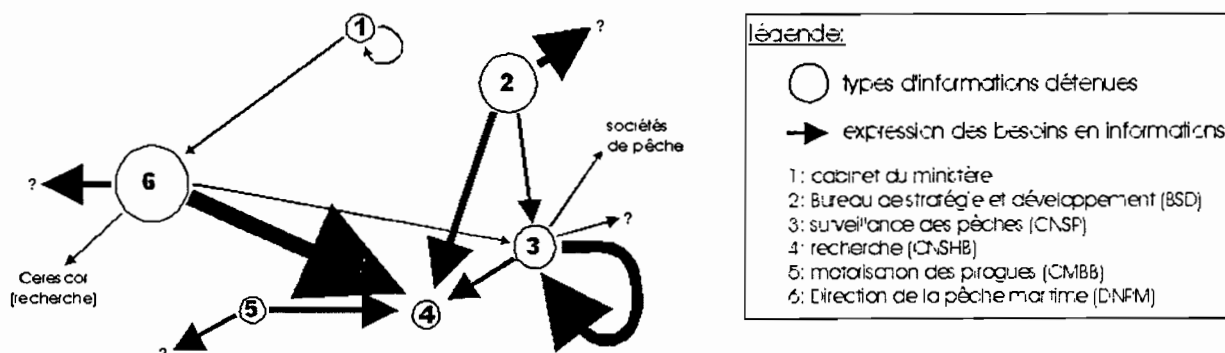 1
?
2
sociétés
de pêche
?
6
?
3
Cerescor
(recherche)
5
4
?
légende:
types d'informations détenues
expression des besoins en informations
1: cabinet du ministère
2: Bureau de stratégie et développement (BSD)
3: surveillance des pêches (CNSP)
4: recherche (CNSHB)
5: motorisation des pirogues (CMBB)
6: Direction de la pêche maritime (DNPM)